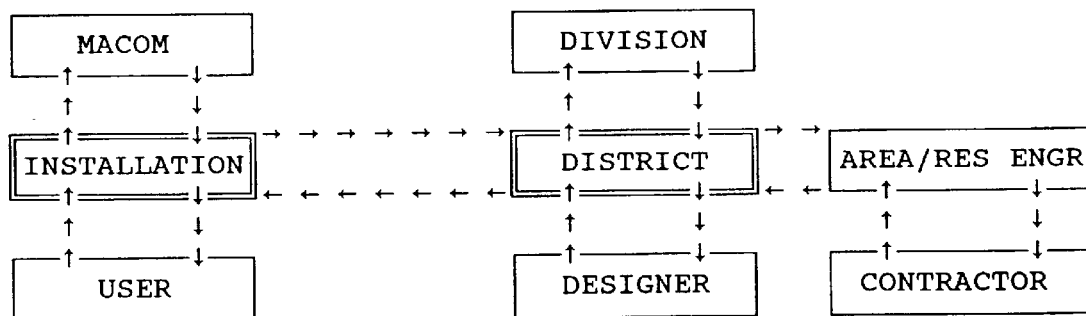 MACOM DIVISION
INSTALLATION DISTRICT AREA/RES ENGR
USER DESIGNER CONTRACTOR